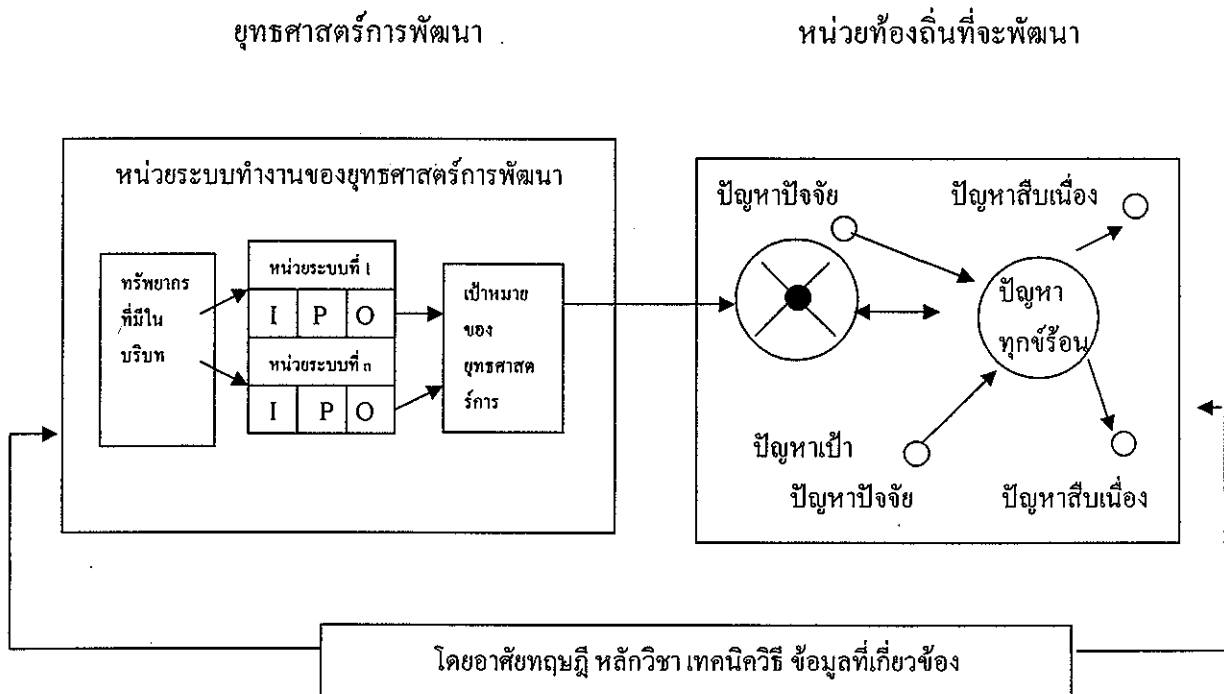 ยุทธศาสตร์การพัฒนา
หน่วยท้องถิ่นที่จะพัฒนา
หน่วยระบบทำงานของยุทธศาสตร์การพัฒนา
ทรัพยากร
ที่มีใน
บริบท
หน่วยระบบที่ 1
I P O
หน่วยระบบที่ n
I P O
เป้าหมาย
ของ
ยุทธศาสต
ร์การ
ปัญหาปัจจัย
ปัญหาสืบเนื่อง
ปัญหา
ทุกข์ร้อน
ปัญหาเป้า
ปัญหาปัจจัย
ปัญหาสืบเนื่อง
โดยอาศัยทฤษฎี หลักวิชา เทคนิควิธี ข้อมูลที่เกี่ยวข้อง